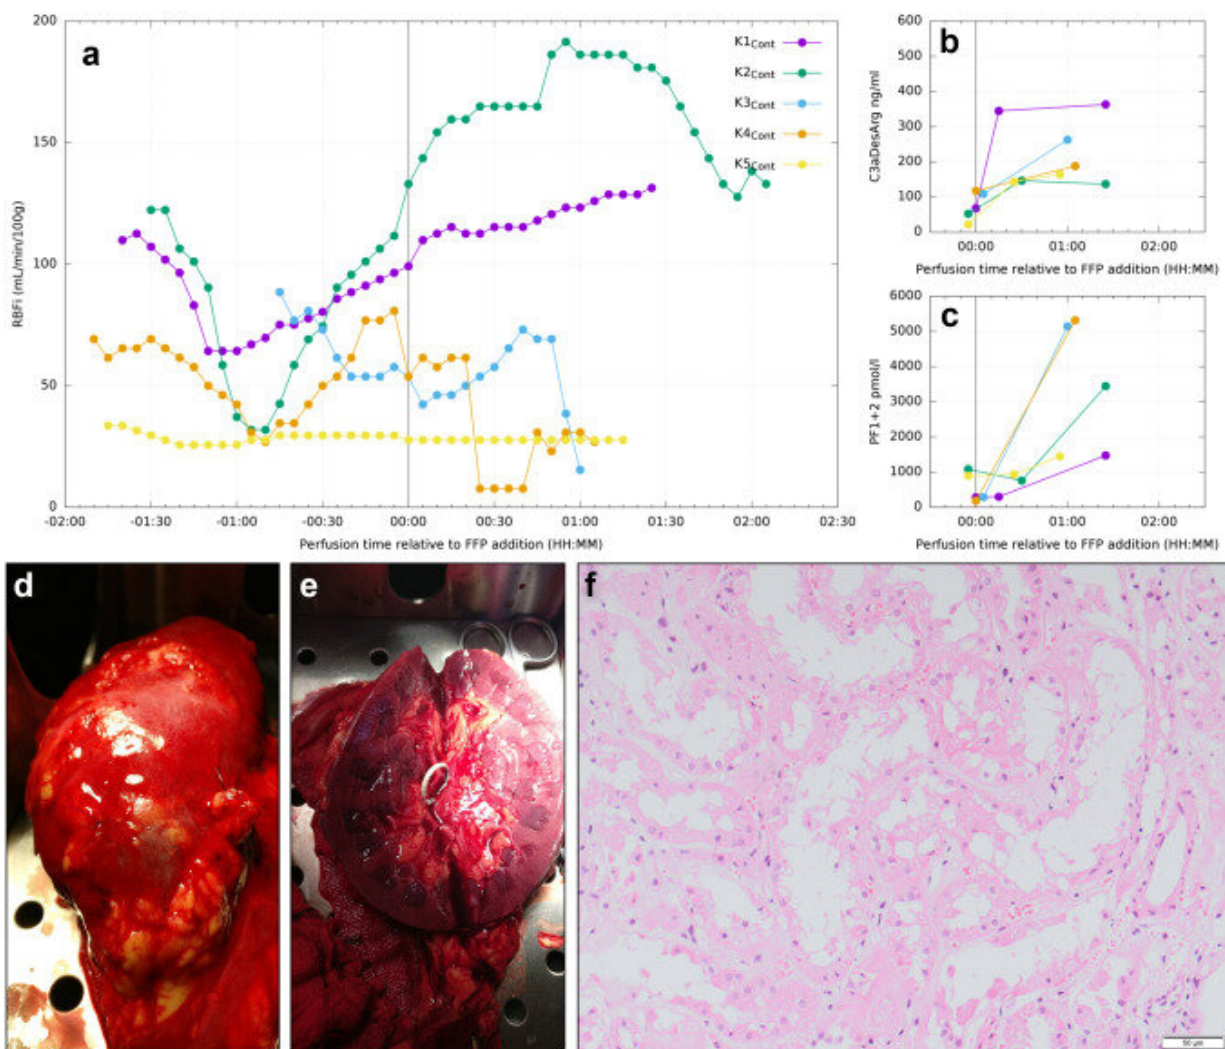 a
200
150
100
50
0
RBFi (mL/min/100g)
K1Cont
K2Cont
K3Cont
K4Cont
K5Cont
-02:00 -01:30 -01:00 -00:30 00:00 00:30 01:00 01:30 02:00 02:30
Perfusion time relative to FFP addition (HH:MM)
b
600
500
400
300
200
100
0
C3aDesArg ng/ml
00:00 01:00 02:00
Perfusion time relative to FFP addition (HH:MM)
c
6000
5000
4000
3000
2000
1000
0
PF1+2 pmol/l
00:00 01:00 02:00
Perfusion time relative to FFP addition (HH:MM)
d
e
f
50 µm